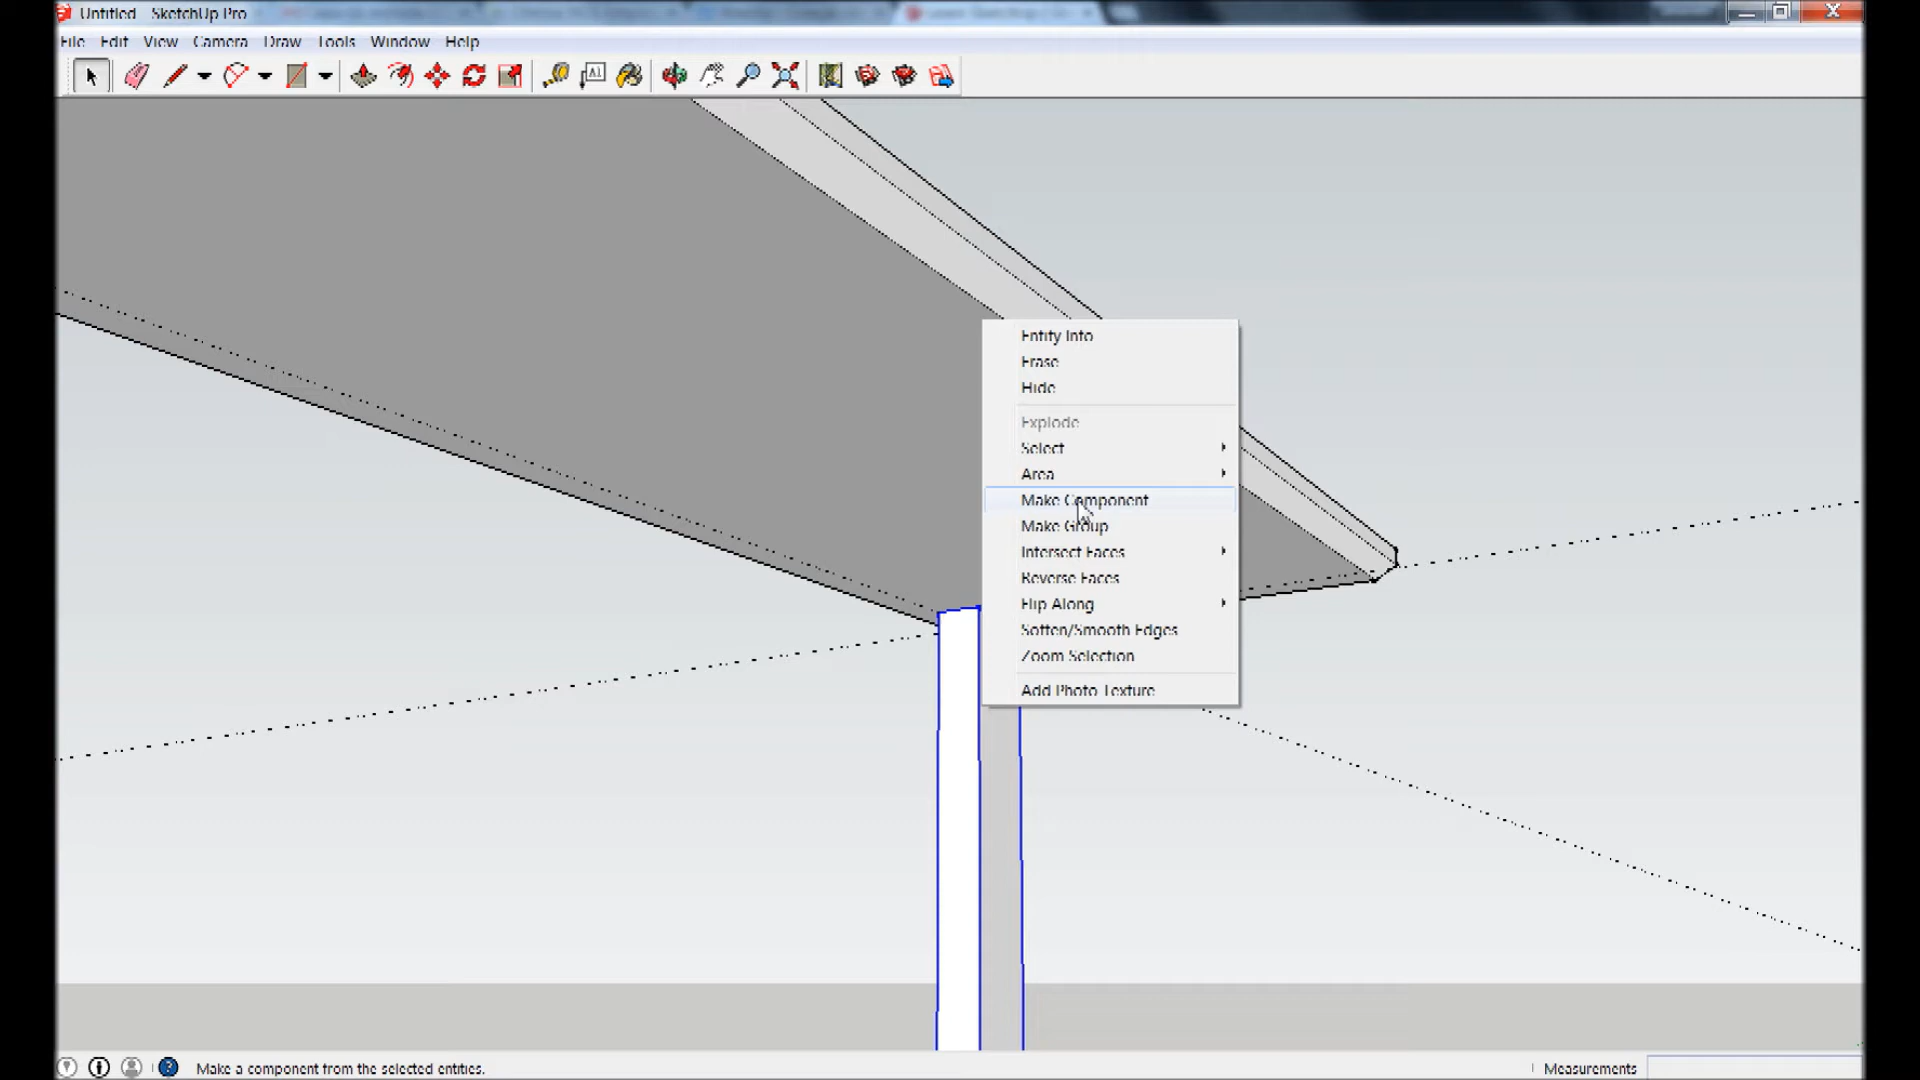 Untitled SketchUp Pro
File Edit View Camera Draw Tools Window Help
A1
Entity Info
Erase
Hide
Explode
Select
Area
Make Component
Make Group
Intersect Faces
Reverse Faces
Flip Along
Soften/Smooth Edges
Zoom Selection
Add Photo Texture
Make a component from the selected entities. Measurements